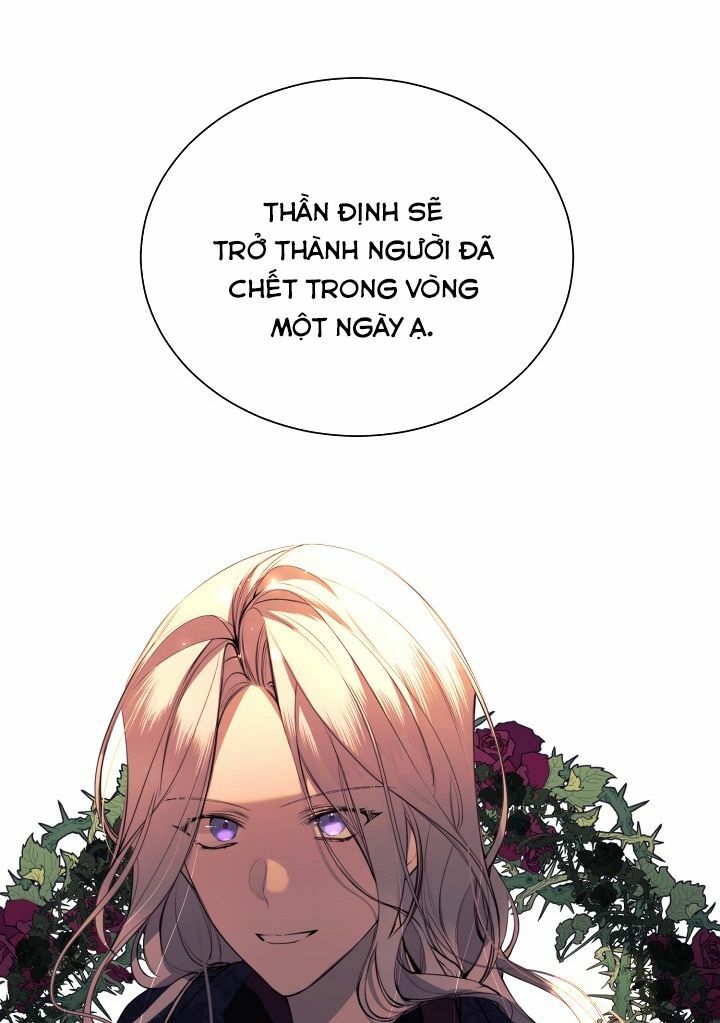 THẦN ĐỊNH SẼ
TRỞ THÀNH NGƯỜI ĐÃ
CHẾT TRONG VÒNG
MỘT NGÀY Ạ.